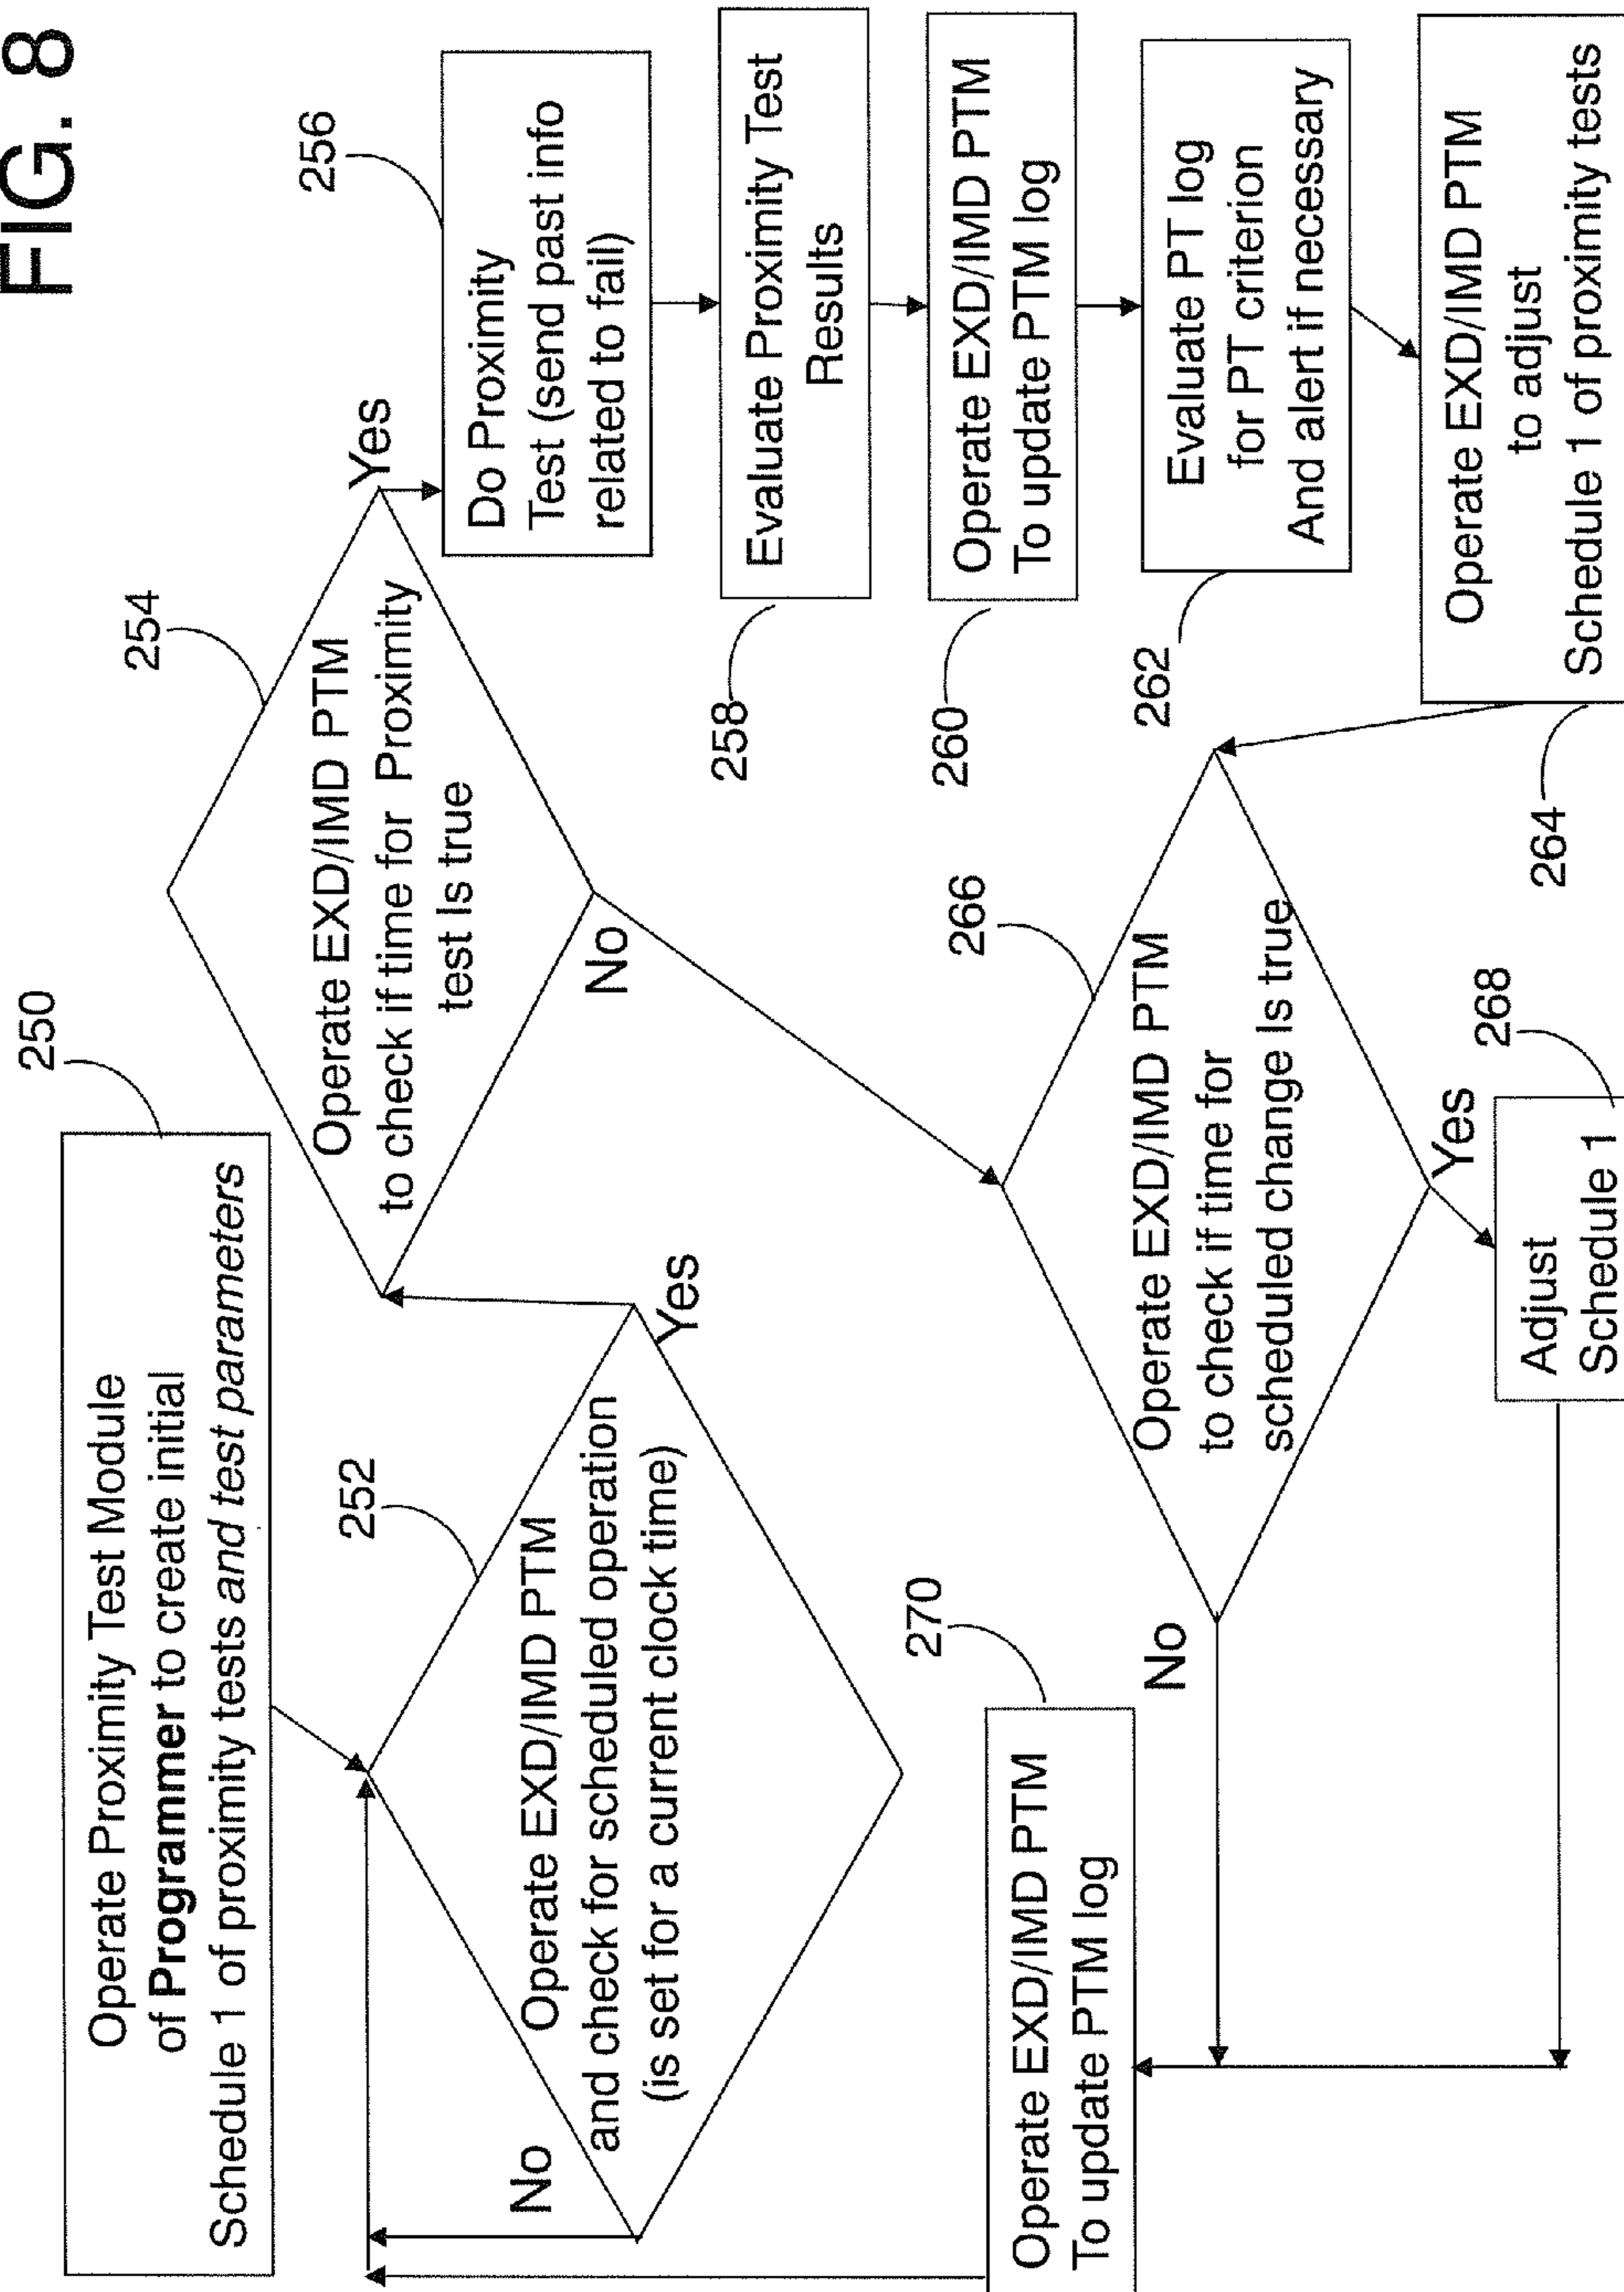 FIG. 8
250
Operate Proximity Test Module
of Programmer to create initial
Schedule 1 of proximity tests and test parameters
252
Operate EXD/IMD PTM
and check for scheduled operation
(is set for a current clock time)
No
Yes
254
Operate EXD/IMD PTM
to check if time for Proximity
test Is true
Yes
No
256
Do Proximity
Test (send past info
related to fail)
258
Evaluate Proximity Test
Results
260
Operate EXD/IMD PTM
To update PTM log
262
Evaluate PT log
for PT criterion
And alert if necessary
264
Operate EXD/IMD PTM
to adjust
Schedule 1 of proximity tests
266
Operate EXD/IMD PTM
to check if time for
scheduled change Is true
No
Yes
268
Adjust
Schedule 1
270
Operate EXD/IMD PTM
To update PTM log